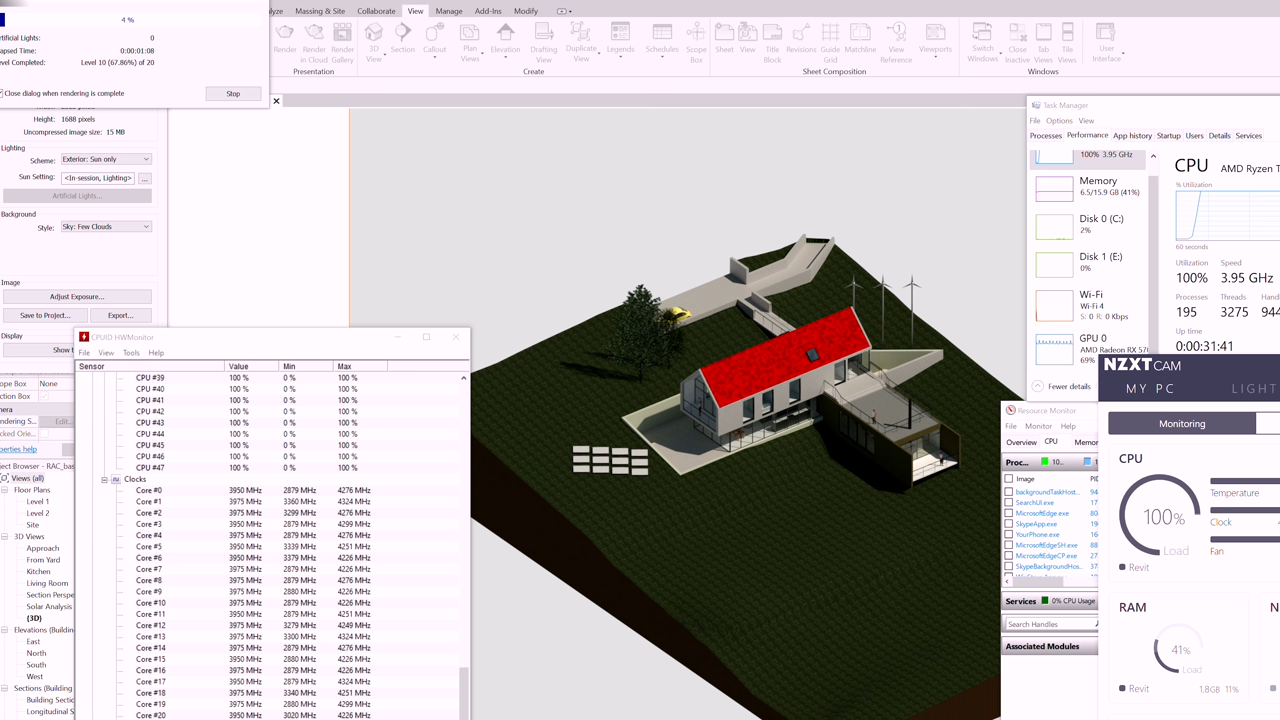 4 %
Artificial Lights: 0
Elapsed Time: 0:00:01:08
Level Completed: Level 10 (67.86%) of 20
Close dialog when rendering is complete
Stop
Massing & Site Collaborate View Manage Add-Ins Modify
Render
Render in Cloud
Render Gallery
3D View
Section
Callout
Plan Views
Elevation
Drafting View
Duplicate View
Legends
Schedules
Scope Box
Sheet
View
Title Block
Revisions
Guide Grid
Matchline
View Reference
Viewports
Switch Windows
Close Inactive
Tab Views
Tile Views
User Interface
Presentation
Create
Sheet Composition
Windows
Height: 1688 pixels
Uncompressed image size: 15 MB
Lighting
Scheme: Exterior: Sun only
Sun Setting: <In-session, Lighting> ...
Artificial Lights...
Background
Style: Sky: Few Clouds
Image
Adjust Exposure...
Save to Project... Export...
Display
None
Edit...
Views (all)
Floor Plans
Level 1
Level 2
Site
3D Views
Approach
From Yard
Kitchen
Living Room
Section Perspe
Solar Analysis
{3D}
Elevations (Building
East
North
South
West
Sections (Building
Building Sectio
Longitudinal S
CPUID HWMonitor
File View Tools Help
Sensor Value Min Max
CPU #39 100 % 0 % 100 %
CPU #40 100 % 0 % 100 %
CPU #41 100 % 0 % 100 %
CPU #42 100 % 0 % 100 %
CPU #43 100 % 0 % 100 %
CPU #44 100 % 0 % 100 %
CPU #45 100 % 0 % 100 %
CPU #46 100 % 0 % 100 %
CPU #47 100 % 0 % 100 %
Clocks
Core #0 3950 MHz 2879 MHz 4276 MHz
Core #1 3975 MHz 3360 MHz 4324 MHz
Core #2 3975 MHz 3299 MHz 4276 MHz
Core #3 3950 MHz 2879 MHz 4299 MHz
Core #4 3975 MHz 2879 MHz 4299 MHz
Core #5 3950 MHz 3339 MHz 4251 MHz
Core #6 3950 MHz 3379 MHz 4226 MHz
Core #7 3950 MHz 2879 MHz 4226 MHz
Core #8 3975 MHz 2879 MHz 4226 MHz
Core #9 3975 MHz 2880 MHz 4226 MHz
Core #10 3975 MHz 2879 MHz 4226 MHz
Core #11 3950 MHz 2879 MHz 4251 MHz
Core #12 3975 MHz 3279 MHz 4249 MHz
Core #13 3975 MHz 3300 MHz 4324 MHz
Core #14 3975 MHz 2879 MHz 4226 MHz
Core #15 3950 MHz 2880 MHz 4226 MHz
Core #16 3975 MHz 2880 MHz 4226 MHz
Core #17 3950 MHz 2879 MHz 4251 MHz
Core #18 3975 MHz 3340 MHz 4251 MHz
Core #19 3950 MHz 2880 MHz 4299 MHz
Core #20 3950 MHz 3020 MHz 4226 MHz
Task Manager
File Options View
Processes Performance App history Startup Users Details Services
100% 3.95 GHz
Memory
6.5/15.9 GB (41%)
Disk 0 (C:)
2%
Disk 1 (E:)
0%
Wi-Fi
Wi-Fi 4
S: 0 R: 0 Kbps
GPU 0
AMD Radeon RX 57
69%
Fewer details
CPU AMD Ryzen T
% Utilization
60 seconds
Utilization Speed
100% 3.95 GHz
Processes Threads Hand
195 3275 944
Up time
0:00:31:41
Resource Monitor
File Monitor Help
Overview CPU Memor
Proc... 10...
Image PID
backgroundTaskHost...
SearchUI.exe
MicrosoftEdge.exe
SkypeApp.exe
YourPhone.exe
MicrosoftEdgeSH.exe
MicrosoftEdgeCP.exe
SkypeBackgroundHos...
Services 0% CPU Usage
Search Handles
Associated Modules
NZXT CAM
MY PC LIGHT
Monitoring
CPU
100%
Load
Temperature
Clock
Fan
Revit
RAM
41%
Load
Revit 1.8GB 11%